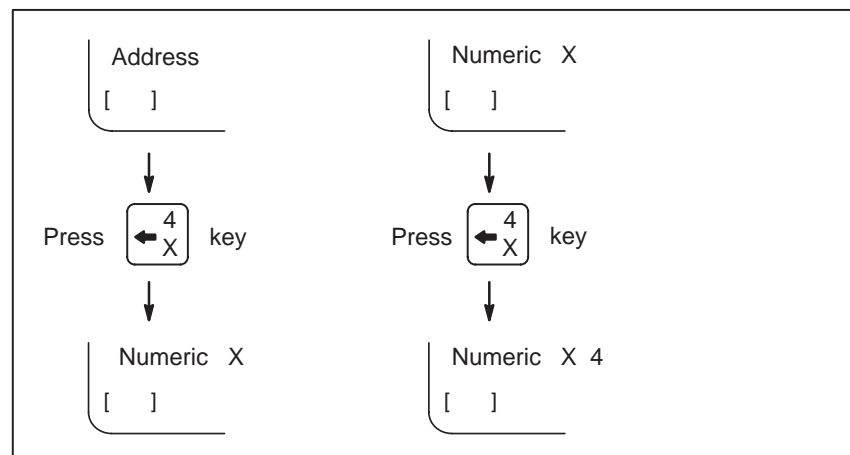 Address
[ ]
Press 4 X key
Numeric X
[ ]
Numeric X
[ ]
Press 4 X key
Numeric X 4
[ ]